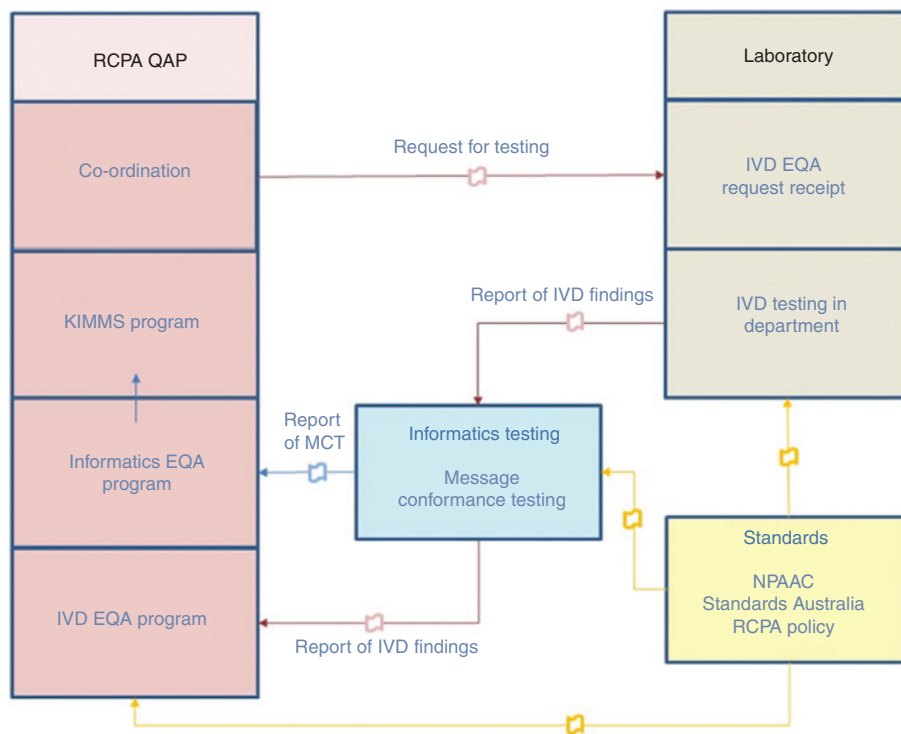 RCPA QAP
Laboratory
Co-ordination
Request for testing
IVD EQA
request receipt
KIMMS program
Report of IVD findings
IVD testing in
department
Informatics EQA
program
Report
of MCT
Informatics testing
Message
conformance testing
Standards
NPAAC
Standards Australia
RCPA policy
IVD EQA program
Report of IVD findings